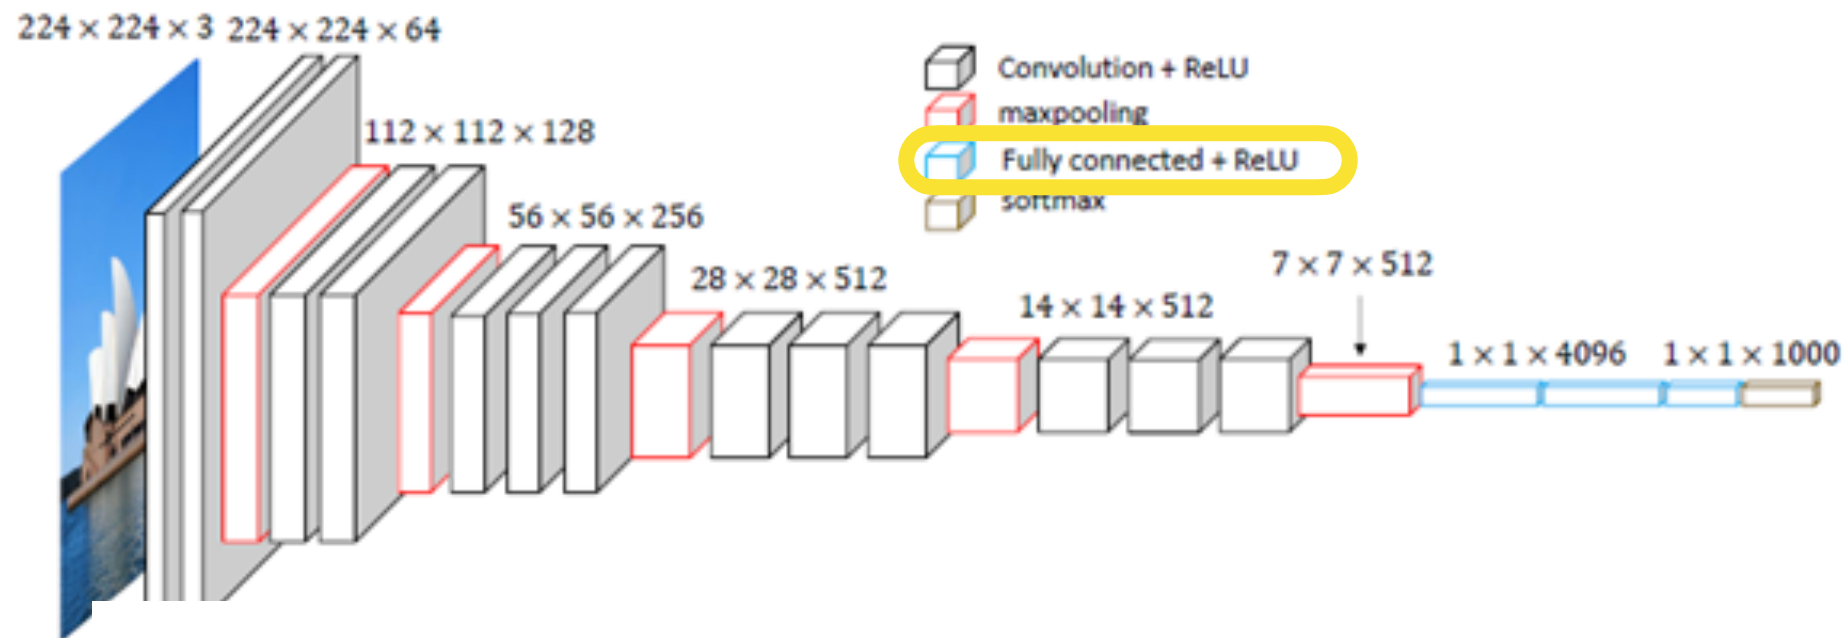 224 × 224 × 3 224 × 224 × 64
112 × 112 × 128
56 × 56 × 256
28 × 28 × 512
14 × 14 × 512
7 × 7 × 512
1 × 1 × 4096 1 × 1 × 1000
Convolution + ReLU
maxpooling
Fully connected + ReLU
softmax